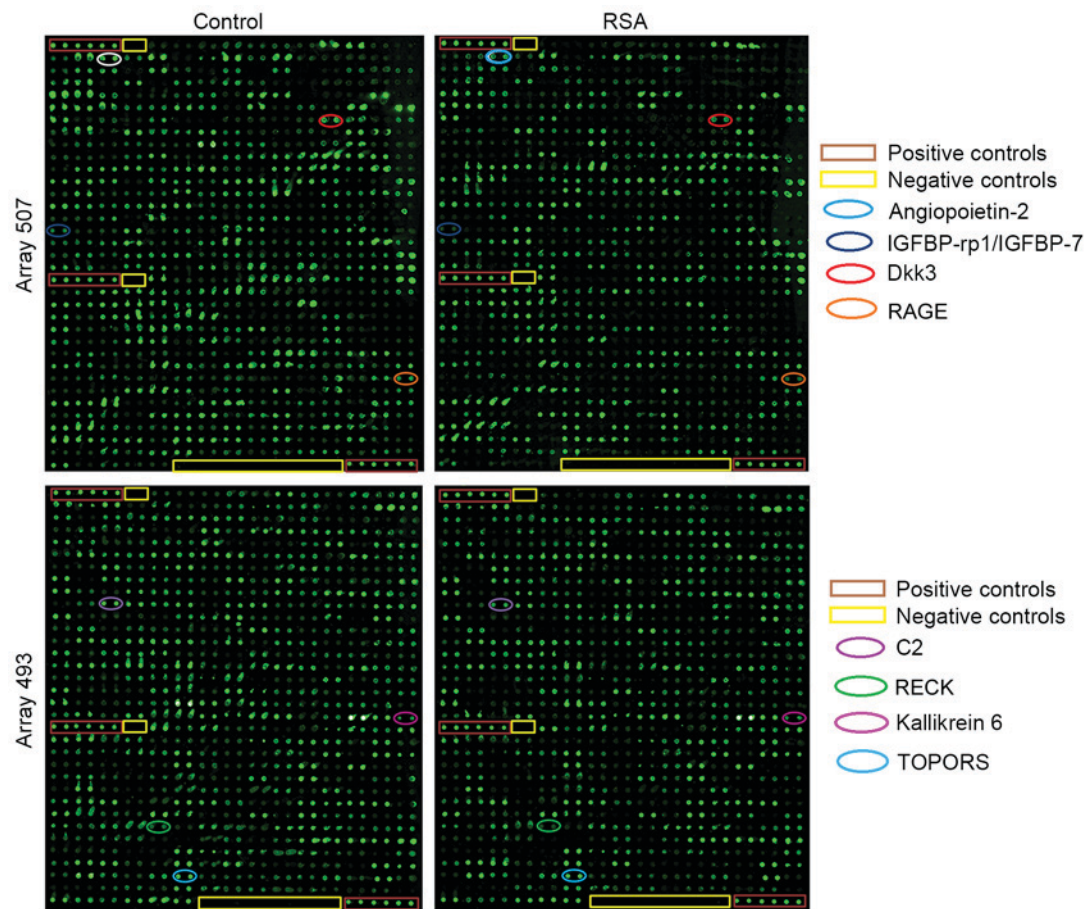 Control
RSA
Array 507
Positive controls
Negative controls
Angiopoietin-2
IGFBP-rp1/IGFBP-7
Dkk3
RAGE
Array 493
Positive controls
Negative controls
C2
RECK
Kallikrein 6
TOPORS